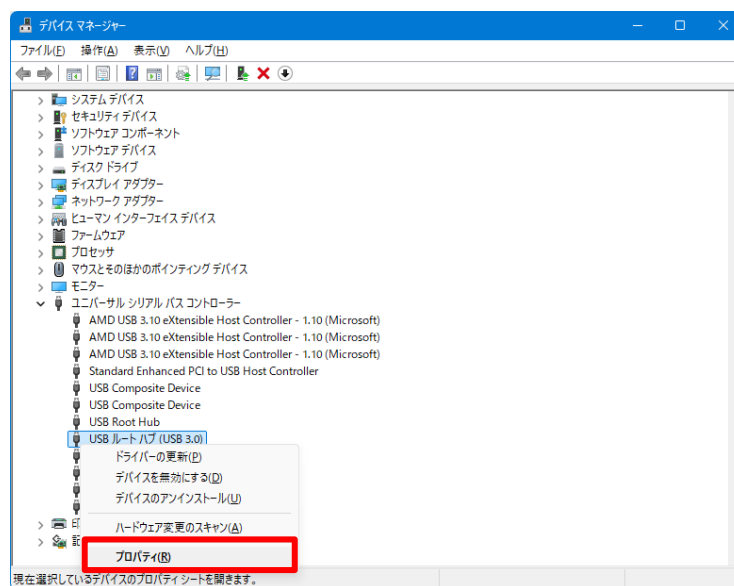 デバイス マネージャー
ファイル(F) 操作(A) 表示(V) ヘルプ(H)
システム デバイス
セキュリティ デバイス
ソフトウェア コンポーネント
ソフトウェア デバイス
ディスク ドライブ
ディスプレイ アダプター
ネットワーク アダプター
ヒューマン インターフェイス デバイス
ファームウェア
プロセッサ
マウスとそのほかのポインティング デバイス
モニター
ユニバーサル シリアル バス コントローラー
AMD USB 3.10 eXtensible Host Controller - 1.10 (Microsoft)
AMD USB 3.10 eXtensible Host Controller - 1.10 (Microsoft)
AMD USB 3.10 eXtensible Host Controller - 1.10 (Microsoft)
Standard Enhanced PCI to USB Host Controller
USB Composite Device
USB Composite Device
USB Root Hub
USB ルート ハブ (USB 3.0)
ドライバーの更新(P)
デバイスを無効にする(D)
デバイスのアンインストール(U)
印
ハードウェア変更のスキャン(A)
記
プロパティ(R)
現在選択しているデバイスのプロパティ シートを開きます。